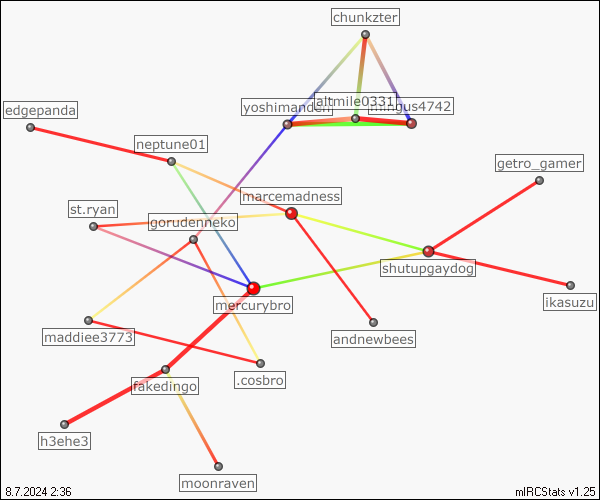 chunkzter
yoshimanden
altmile0331
mingus4742
edgepanda
neptune01
getro_gamer
marcemadness
st.ryan
gorudenneko
shutupgaydog
mercurybro
ikasuzu
maddiee3773
andnewbees
.cosbro
fakedingo
h3ehe3
moonraven
8.7.2024 2:36
mIRCStats v1.25